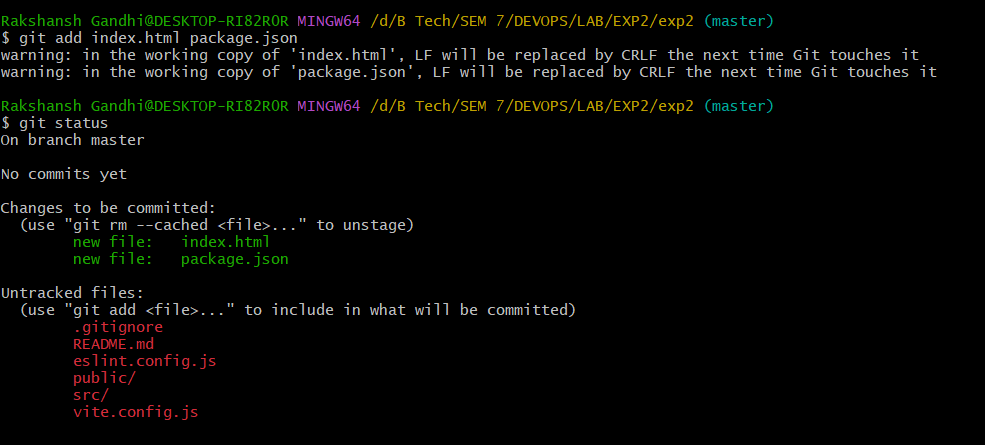 Rakshansh Gandhi@DESKTOP-RI82ROR MINGW64 /d/B Tech/SEM 7/DEVOPS/LAB/EXP2/exp2 (master)
$ git add index.html package.json
warning: in the working copy of 'index.html', LF will be replaced by CRLF the next time Git touches it
warning: in the working copy of 'package.json', LF will be replaced by CRLF the next time Git touches it
Rakshansh Gandhi@DESKTOP-RI82ROR MINGW64 /d/B Tech/SEM 7/DEVOPS/LAB/EXP2/exp2 (master)
$ git status
On branch master
No commits yet
Changes to be committed:
  (use "git rm --cached <file>..." to unstage)
        new file:   index.html
        new file:   package.json
Untracked files:
  (use "git add <file>..." to include in what will be committed)
        .gitignore
        README.md
        eslint.config.js
        public/
        src/
        vite.config.js